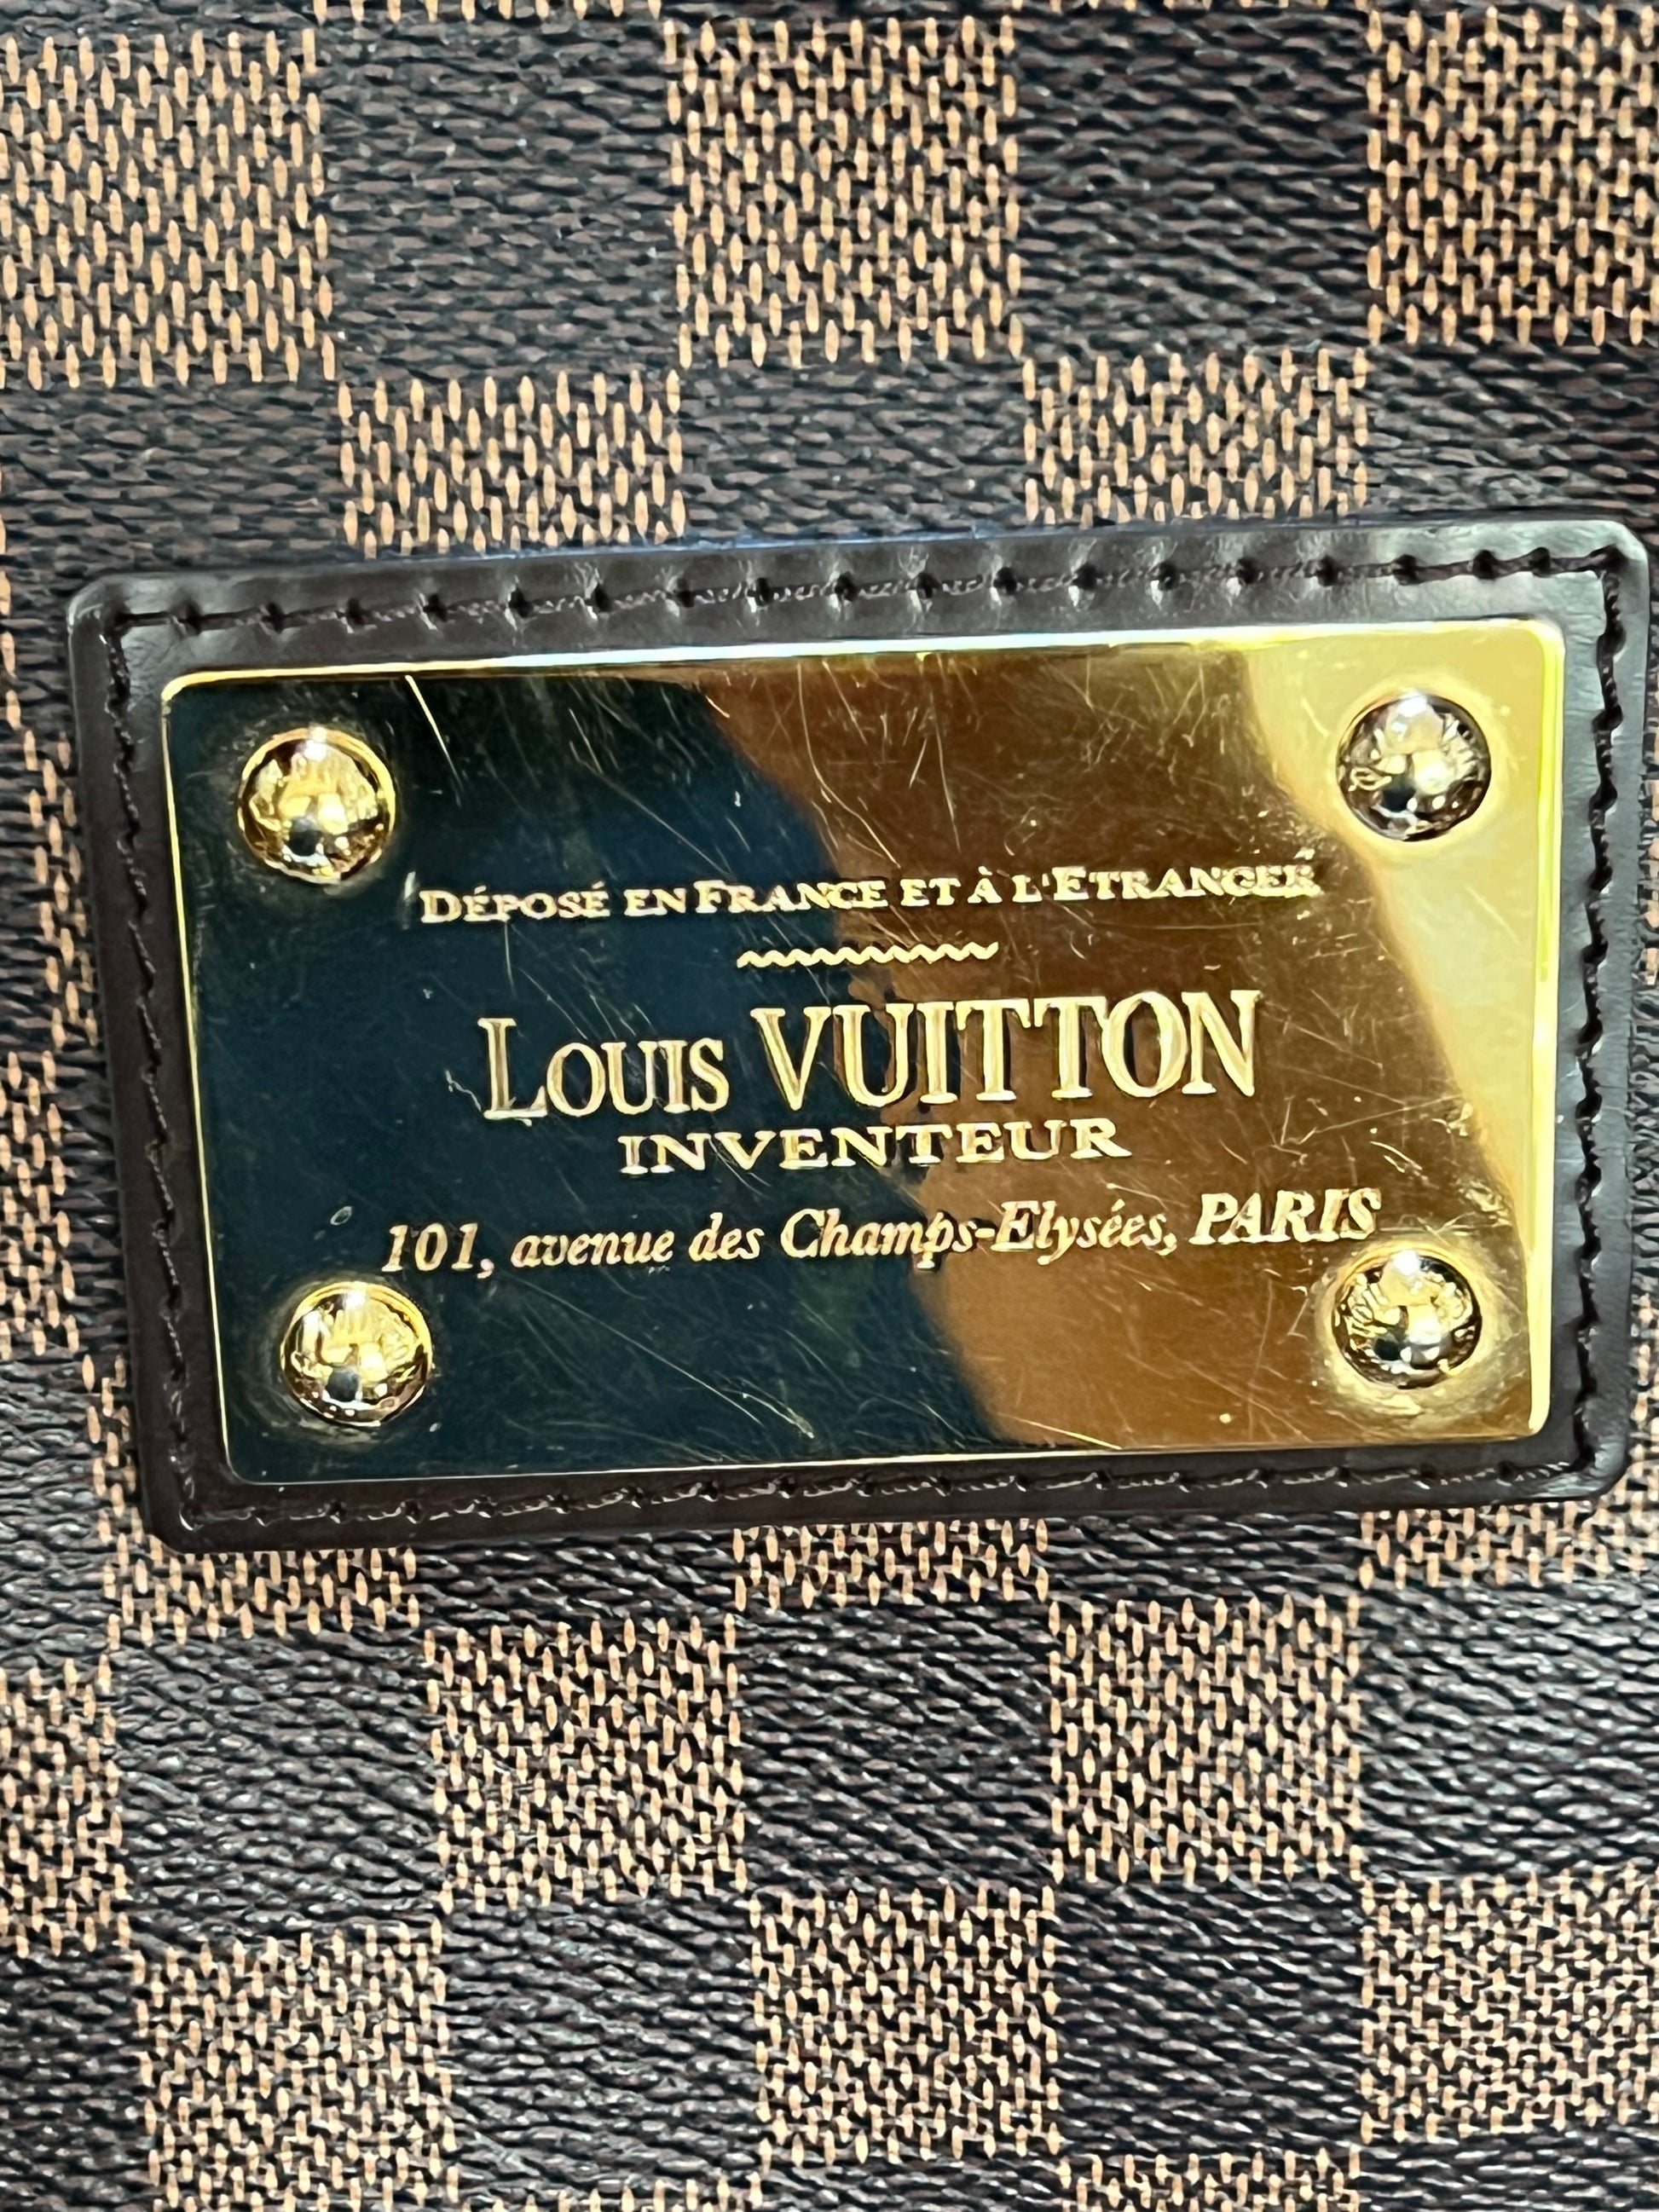 DÉPOSÉ EN FRANCE ET À L'ETRANGER
LOUIS VUITTON
INVENTEUR
101, avenue des Champs-Elysées, PARIS